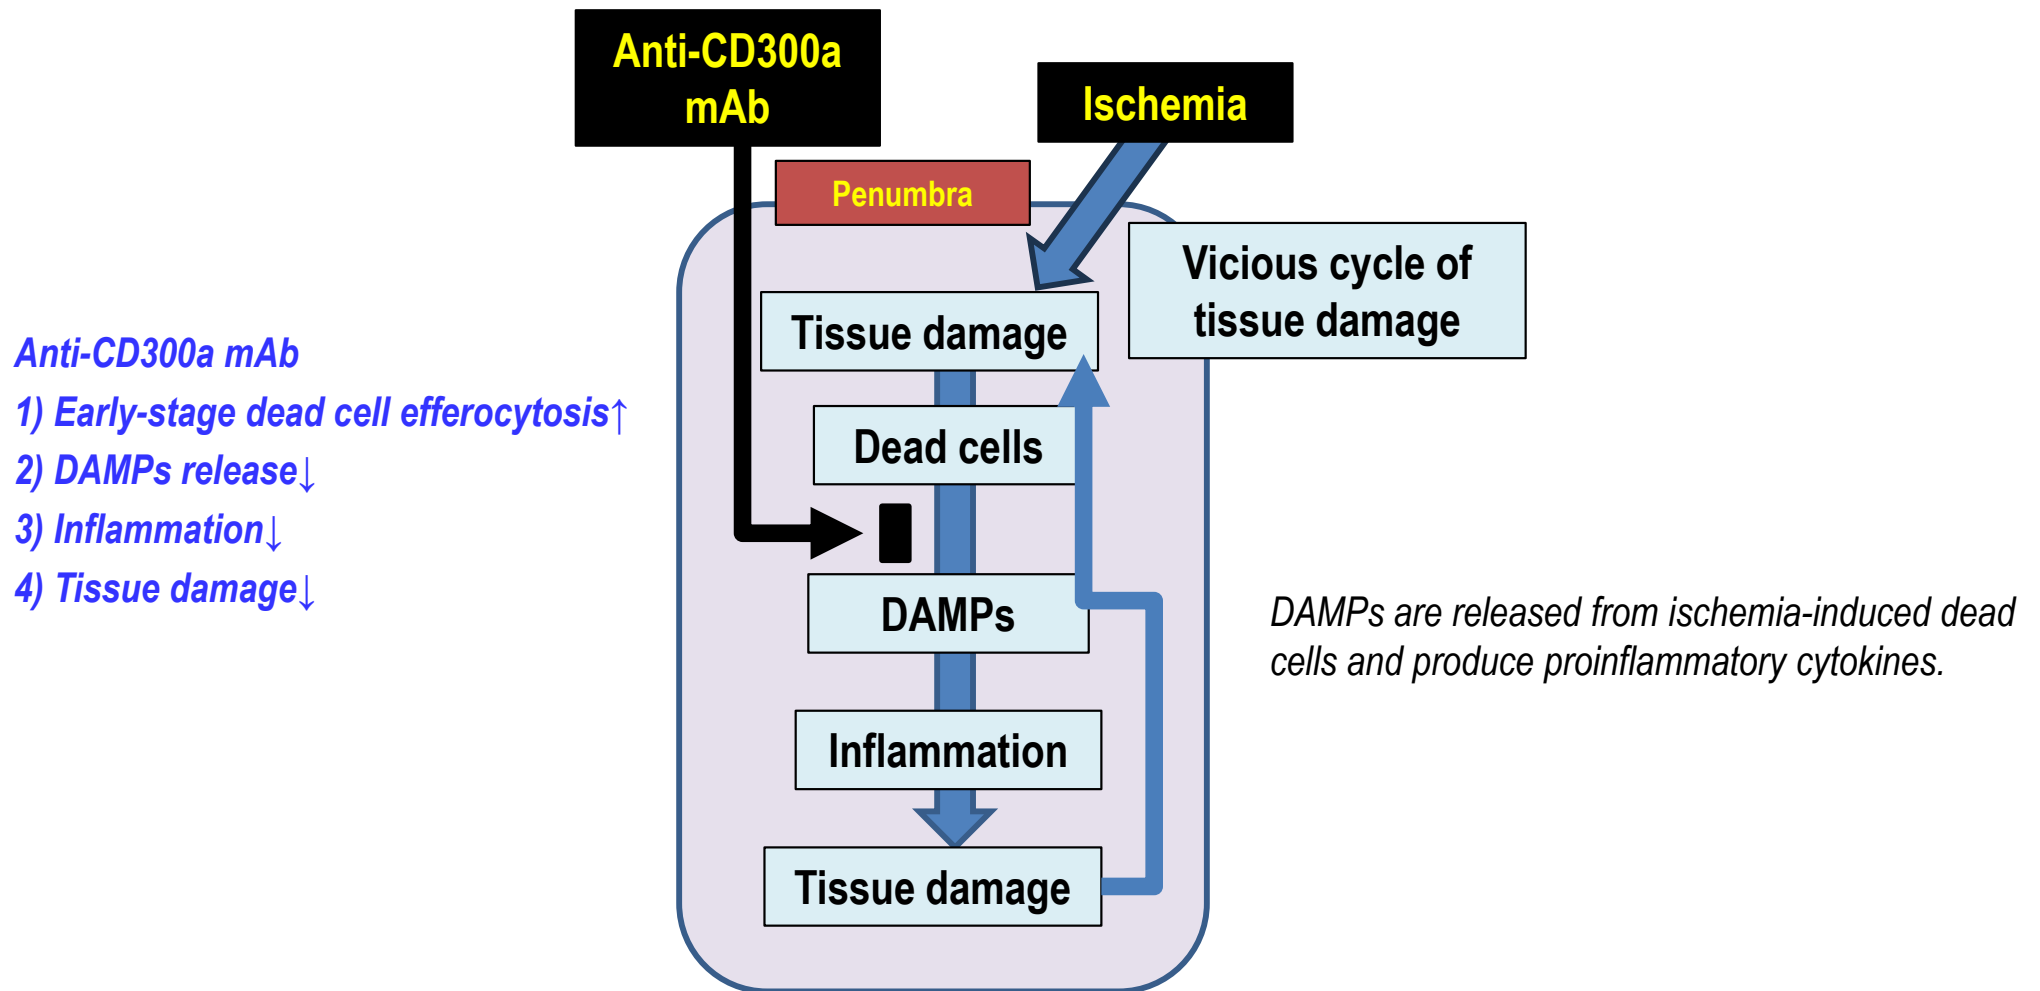 Anti-CD300a
mAb
Ischemia
Penumbra
Vicious cycle of
tissue damage
Tissue damage
Dead cells
DAMPs
Inflammation
Tissue damage
Anti-CD300a mAb
1) Early-stage dead cell efferocytosis↑
2) DAMPs release↓
3) Inflammation↓
4) Tissue damage↓
DAMPs are released from ischemia-induced dead
cells and produce proinflammatory cytokines.